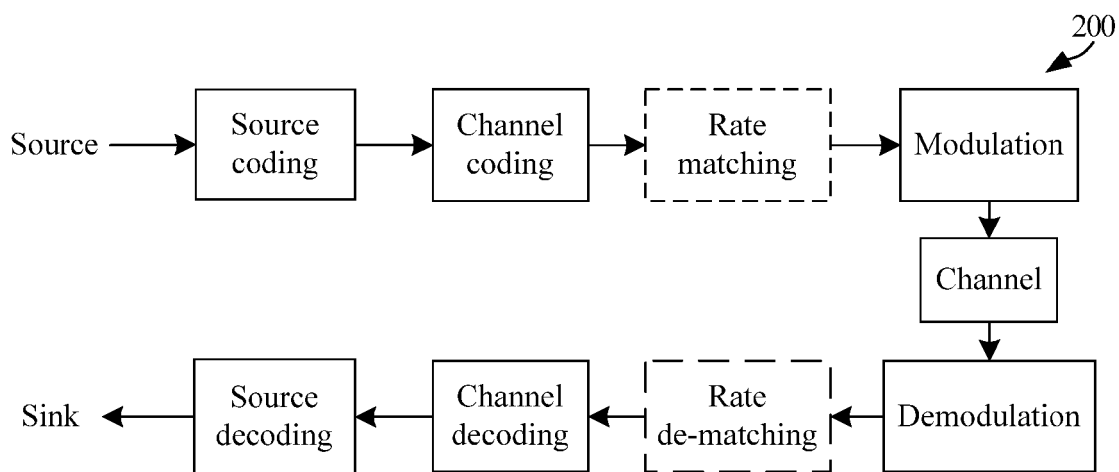 200
Source
Source
coding
Channel
coding
Rate
matching
Modulation
Channel
Sink
Source
decoding
Channel
decoding
Rate
de-matching
Demodulation